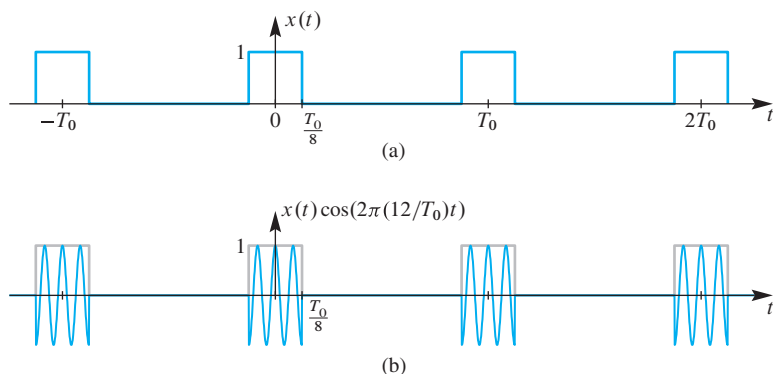 x(t)
1
−T₀ 0 T₀/8 T₀ 2T₀ t
(a)
x(t) cos(2π(12/T₀)t)
1
T₀/8 t
(b)